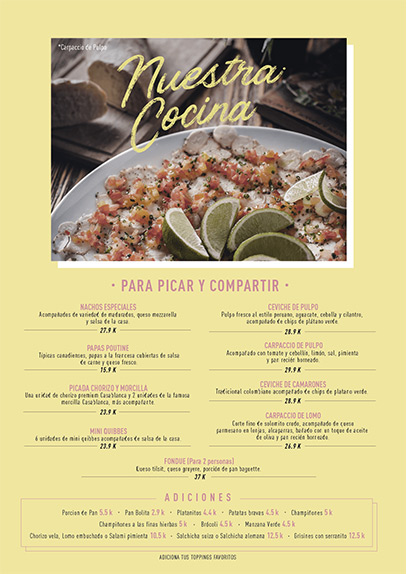 *Carpaccio de Pulpo
Nuestra
Cocina
• PARA PICAR Y COMPARTIR •
NACHOS ESPECIALES
Acompañados de variedad de madurados, queso mozzarella
y salsa de la casa.
27.9 K
PAPAS POUTINE
Típicas canadienses, papas a la francesa cubiertas de salsa
de carne y queso fresco.
15.9 K
PICADA CHORIZO Y MORCILLA
Una unidad de chorizo premium Casablanca y 2 unidades de la famosa
morcilla Casablanca, más acompañante
23.9 K
MINI QUIBBES
6 unidades de mini quibbes acompañados de salsa de la casa.
23.9 K
CEVICHE DE PULPO
Pulpo fresco al estilo peruano, aguacate, cebolla y cilantro,
acompañado de chips de plátano verde.
28.9 K
CARPACCIO DE PULPO
Acompañado con tomate y cebollín, limón, sal, pimienta
y pan recién horneado.
29.9 K
CEVICHE DE CAMARONES
Tradicional colombiano acompañado de chips de plátano verde.
28.9 K
CARPACCIO DE LOMO
Corte fino de solomito crudo, acompañado de queso
parmesano en lonjas, alcaparras, bañado con un toque de aceite
de oliva y pan recién horneado.
26.9 K
FONDUE (Para 2 personas)
Queso tilsit, queso gruyere, porción de pan baguette.
37 K
ADICIONES
Porcion de Pan 5.5 k • Pan Bolita 2.9 k • Platanitos 4.4 k • Patatas bravas 4.5 k • Champiñones 5 k
Champiñones a las finas hierbas 5 k • Brócoli 4.5 k • Manzana Verde 4.5 k
Chorizo vela, Lomo embuchado o Salami pimienta 10.5 k • Salchicha suiza o Salchicha alemana 12.5 k • Grisines con serranito 12.5 k
ADICIONA TUS TOPPINGS FAVORITOS